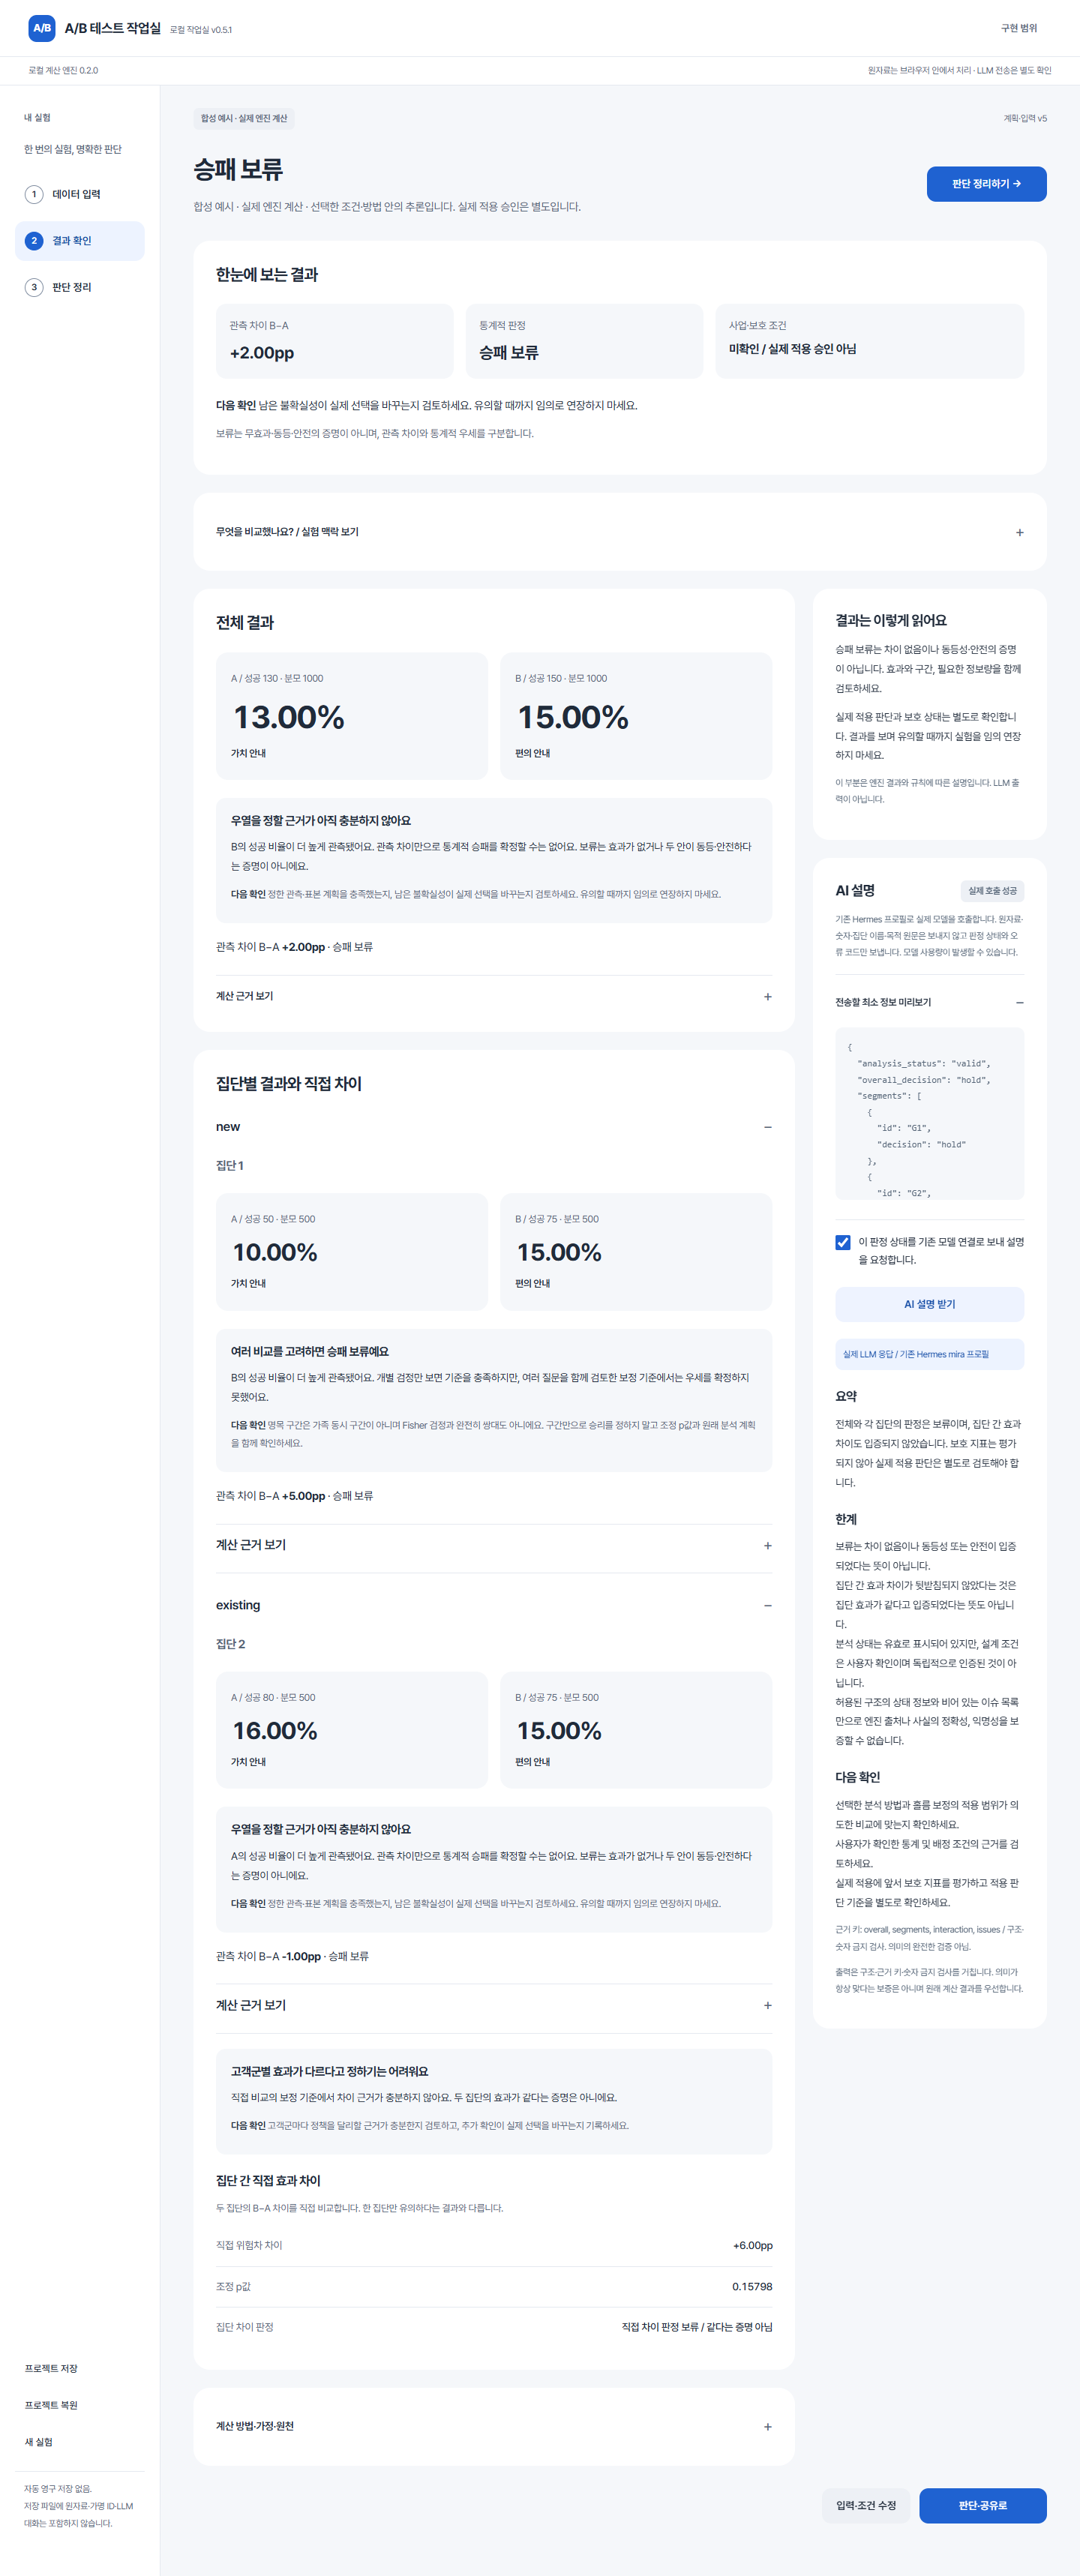 A/B
A/B 테스트 작업실
로컬 작업실 v0.5.1
구현 범위
로컬 계산 엔진 0.2.0
원자료는 브라우저 안에서 처리 · LLM 전송은 별도 확인
내 실험
한 번의 실험, 명확한 판단
1
데이터 입력
2
결과 확인
3
판단 정리
합성 예시 · 실제 엔진 계산
계획·입력 v5
승패 보류
합성 예시 · 실제 엔진 계산 · 선택한 조건·방법 안의 추론입니다. 실제 적용 승인은 별도입니다.
판단 정리하기 →
한눈에 보는 결과
관측 차이 B−A
+2.00pp
통계적 판정
승패 보류
사업·보호 조건
미확인 / 실제 적용 승인 아님
다음 확인 남은 불확실성이 실제 선택을 바꾸는지 검토하세요. 유의할 때까지 임의로 연장하지 마세요.
보류는 무효과·동등·안전의 증명이 아니며, 관측 차이와 통계적 우세를 구분합니다.
무엇을 비교했나요? / 실험 맥락 보기
+
전체 결과
A / 성공 130 · 분모 1000
13.00%
가치 안내
B / 성공 150 · 분모 1000
15.00%
편의 안내
우열을 정할 근거가 아직 충분하지 않아요
B의 성공 비율이 더 높게 관측됐어요. 관측 차이만으로 통계적 승패를 확정할 수는 없어요. 보류는 효과가 없거나 두 안이 동등·안전하다
는 증명이 아니에요.
다음 확인 정한 관측·표본 계획을 충족했는지, 남은 불확실성이 실제 선택을 바꾸는지 검토하세요. 유의할 때까지 임의로 연장하지 마세요.
관측 차이 B−A +2.00pp · 승패 보류
계산 근거 보기
+
집단별 결과와 직접 차이
new
−
집단 1
A / 성공 50 · 분모 500
10.00%
가치 안내
B / 성공 75 · 분모 500
15.00%
편의 안내
여러 비교를 고려하면 승패 보류예요
B의 성공 비율이 더 높게 관측됐어요. 개별 검정만 보면 기준을 충족하지만, 여러 질문을 함께 검토한 보정 기준에서는 우세를 확정하지
못했어요.
다음 확인 명목 구간은 가족 동시 구간이 아니며 Fisher 검정과 완전히 쌍대도 아니에요. 구간만으로 승리를 정하지 말고 조정 p값과 원래 분석 계획
을 함께 확인하세요.
관측 차이 B−A +5.00pp · 승패 보류
계산 근거 보기
+
existing
−
집단 2
A / 성공 80 · 분모 500
16.00%
가치 안내
B / 성공 75 · 분모 500
15.00%
편의 안내
우열을 정할 근거가 아직 충분하지 않아요
A의 성공 비율이 더 높게 관측됐어요. 관측 차이만으로 통계적 승패를 확정할 수는 없어요. 보류는 효과가 없거나 두 안이 동등·안전하다
는 증명이 아니에요.
다음 확인 정한 관측·표본 계획을 충족했는지, 남은 불확실성이 실제 선택을 바꾸는지 검토하세요. 유의할 때까지 임의로 연장하지 마세요.
관측 차이 B−A -1.00pp · 승패 보류
계산 근거 보기
+
고객군별 효과가 다르다고 정하기는 어려워요
직접 비교의 보정 기준에서 차이 근거가 충분하지 않아요. 두 집단의 효과가 같다는 증명은 아니에요.
다음 확인 고객군마다 정책을 달리할 근거가 충분한지 검토하고, 추가 확인이 실제 선택을 바꾸는지 기록하세요.
집단 간 직접 효과 차이
두 집단의 B−A 차이를 직접 비교합니다. 한 집단만 유의하다는 결과와 다릅니다.
직접 위험차 차이
+6.00pp
조정 p값
0.15798
집단 차이 판정
직접 차이 판정 보류 / 같다는 증명 아님
계산 방법·가정·원천
+
결과는 이렇게 읽어요
승패 보류는 차이 없음이나 동등성·안전의 증명
이 아닙니다. 효과와 구간, 필요한 정보량을 함께
검토하세요.
실제 적용 판단과 보호 상태는 별도로 확인합니
다. 결과를 보며 유의할 때까지 실험을 임의 연장
하지 마세요.
이 부분은 엔진 결과와 규칙에 따른 설명입니다. LLM 출
력이 아닙니다.
AI 설명
실제 호출 성공
기존 Hermes 프로필로 실제 모델을 호출합니다. 원자료·
숫자·집단 이름·목적 원문은 보내지 않고 판정 상태와 오
류 코드만 보냅니다. 모델 사용량이 발생할 수 있습니다.
전송할 최소 정보 미리보기
−
{
"analysis_status": "valid",
"overall_decision": "hold",
"segments": [
{
"id": "G1",
"decision": "hold"
},
{
"id": "G2",
이 판정 상태를 기존 모델 연결로 보내 설명
을 요청합니다.
AI 설명 받기
실제 LLM 응답 / 기존 Hermes mira 프로필
요약
전체와 각 집단의 판정은 보류이며, 집단 간 효과
차이도 입증되지 않았습니다. 보호 지표는 평가
되지 않아 실제 적용 판단은 별도로 검토해야 합
니다.
한계
보류는 차이 없음이나 동등성 또는 안전이 입증
되었다는 뜻이 아닙니다.
집단 간 효과 차이가 뒷받침되지 않았다는 것은
집단 효과가 같다고 입증되었다는 뜻도 아닙니
다.
분석 상태는 유효로 표시되어 있지만, 설계 조건
은 사용자 확인이며 독립적으로 인증된 것이 아
닙니다.
허용된 구조의 상태 정보와 비어 있는 이슈 목록
만으로 엔진 출처나 사실의 정확성, 익명성을 보
증할 수 없습니다.
다음 확인
선택한 분석 방법과 흘름 보정의 적용 범위가 의
도한 비교에 맞는지 확인하세요.
사용자가 확인한 통계 및 배정 조건의 근거를 검
토하세요.
실제 적용에 앞서 보호 지표를 평가하고 적용 판
단 기준을 별도로 확인하세요.
근거 키: overall, segments, interaction, issues / 구조·
숫자 금지 검사. 의미의 완전한 검증 아님.
출력은 구조·근거 키·숫자 금지 검사를 거칩니다. 의미가
항상 맞다는 보증은 아니며 원래 계산 결과를 우선합니다.
프로젝트 저장
프로젝트 복원
새 실험
자동 영구 저장 없음.
저장 파일에 원자료·가명 ID·LLM
대화는 포함하지 않습니다.
입력·조건 수정
판단·공유로